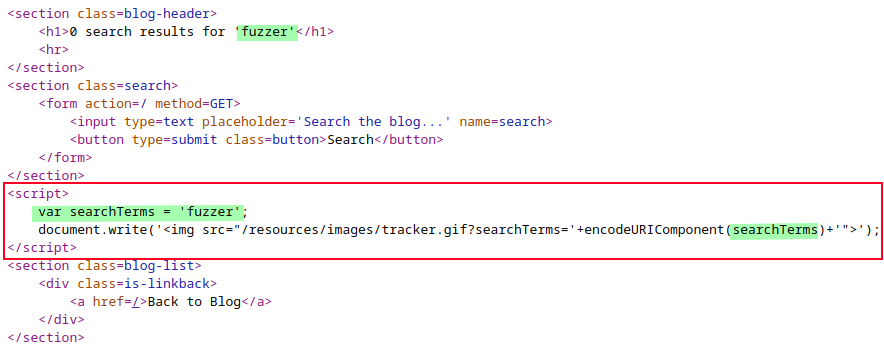 <section class=blog-header>
    <h1>0 search results for 'fuzzer'</h1>
    <hr>
</section>
<section class=search>
    <form action=/ method=GET>
        <input type=text placeholder='Search the blog...' name=search>
        <button type=submit class=button>Search</button>
    </form>
</section>
<script>
    var searchTerms = 'fuzzer';
    document.write('<img src="/resources/images/tracker.gif?searchTerms='+encodeURIComponent(searchTerms)+'">');
</script>
<section class=blog-list>
    <div class=is-linkback>
        <a href=/>Back to Blog</a>
    </div>
</section>